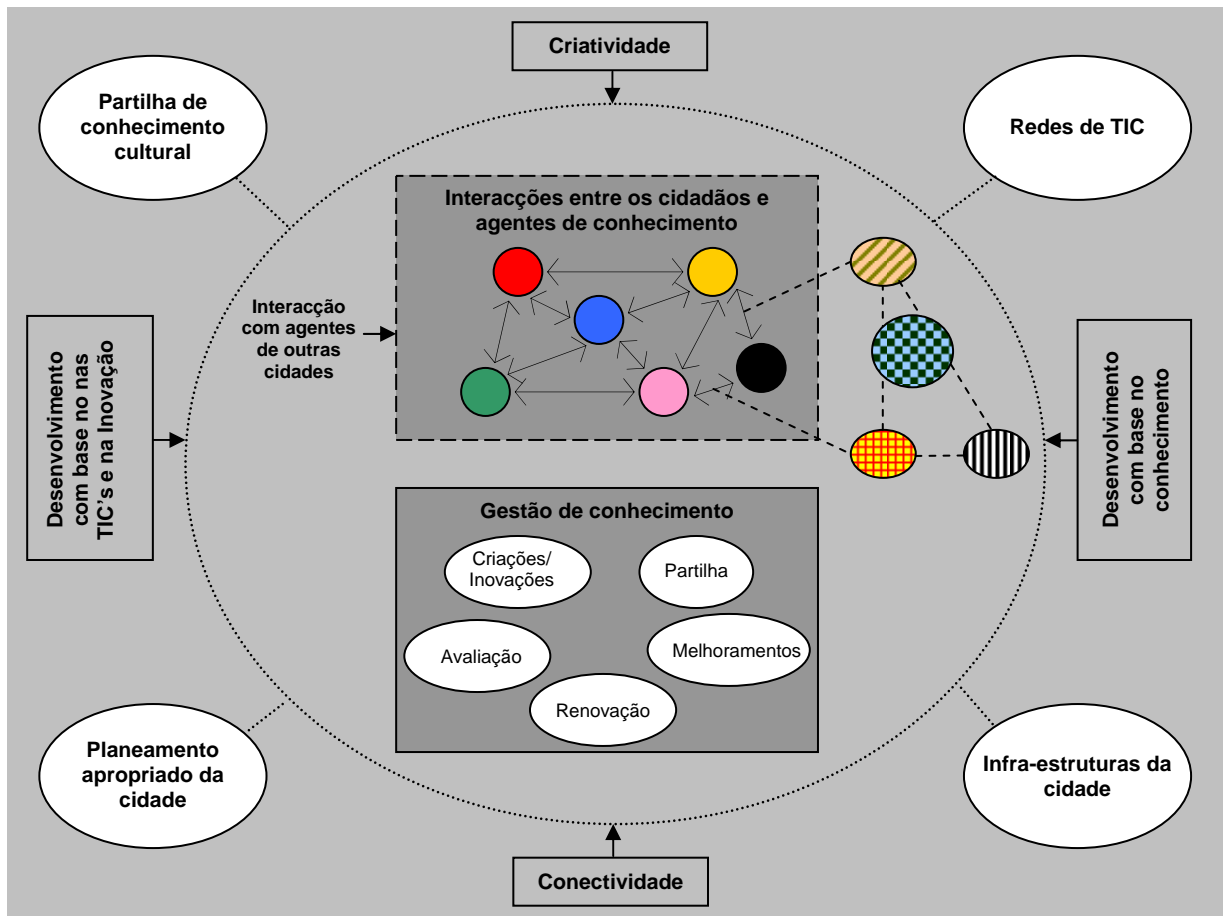 Criatividade
Partilha de
conhecimento
cultural
Redes de TIC
Interacções entre os cidadãos e
agentes de conhecimento
Interacção
com agentes
de outras
cidades
Desenvolvimento
com base no nas
TIC's e na Inovação
Desenvolvimento
com base no
conhecimento
Gestão de conhecimento
Criações/
Inovações
Partilha
Avaliação
Melhoramentos
Renovação
Planeamento
apropriado da
cidade
Infra-estruturas da
cidade
Conectividade